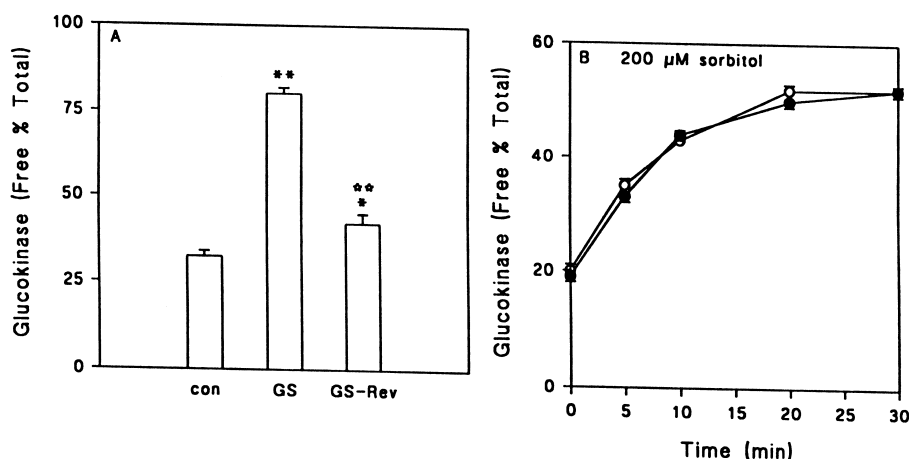 Glucokinase (Free % Total)
100
75
50
25
0
A
**
☆☆
*
con GS GS-Rev
Glucokinase (Free % Total)
60
40
20
0
B 200 µM sorbitol
0 5 10 15 20 25 30
Time (min)